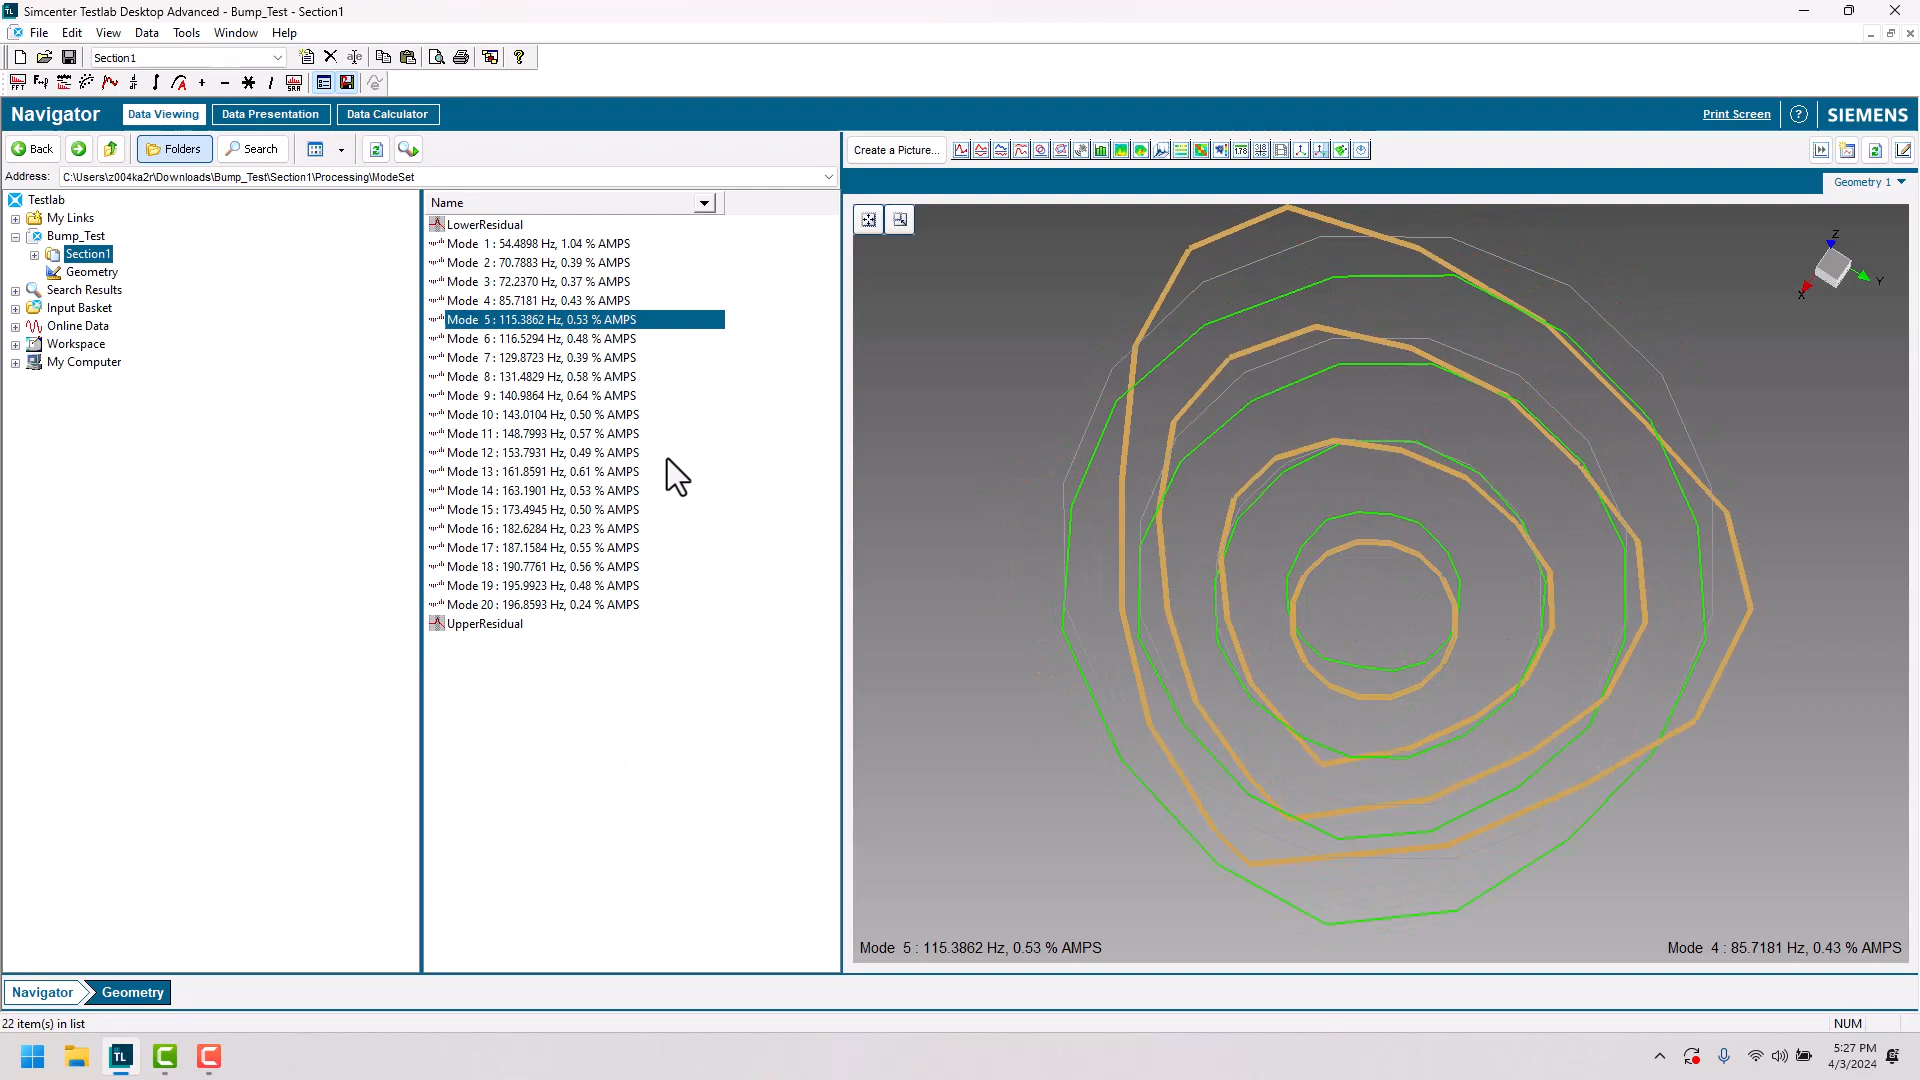 Simcenter Testlab Desktop Advanced - Bump_Test - Section1
File Edit View Data Tools Window Help
Section1
Navigator Data Viewing Data Presentation Data Calculator Print Screen SIEMENS
Back Folders Search Create a Picture...
Address: C:\Users\z004ka2r\Downloads\Bump_Test\Section1\Processing\ModeSet
Geometry 1
Testlab
My Links
Bump_Test
Section1
Geometry
Search Results
Input Basket
Online Data
Workspace
My Computer
Name
LowerResidual
Mode 1 : 54.4898 Hz, 1.04 % AMPS
Mode 2 : 70.7883 Hz, 0.39 % AMPS
Mode 3 : 72.2370 Hz, 0.37 % AMPS
Mode 4 : 85.7181 Hz, 0.43 % AMPS
Mode 5 : 115.3862 Hz, 0.53 % AMPS
Mode 6 : 116.5294 Hz, 0.48 % AMPS
Mode 7 : 129.8723 Hz, 0.39 % AMPS
Mode 8 : 131.4829 Hz, 0.58 % AMPS
Mode 9 : 140.9864 Hz, 0.64 % AMPS
Mode 10 : 143.0104 Hz, 0.50 % AMPS
Mode 11 : 148.7993 Hz, 0.57 % AMPS
Mode 12 : 153.7931 Hz, 0.49 % AMPS
Mode 13 : 161.8591 Hz, 0.61 % AMPS
Mode 14 : 163.1901 Hz, 0.53 % AMPS
Mode 15 : 173.4945 Hz, 0.50 % AMPS
Mode 16 : 182.6284 Hz, 0.23 % AMPS
Mode 17 : 187.1584 Hz, 0.55 % AMPS
Mode 18 : 190.7761 Hz, 0.56 % AMPS
Mode 19 : 195.9923 Hz, 0.48 % AMPS
Mode 20 : 196.8593 Hz, 0.24 % AMPS
UpperResidual
Z
Y
X
Mode 5 : 115.3862 Hz, 0.53 % AMPS
Mode 4 : 85.7181 Hz, 0.43 % AMPS
Navigator Geometry
22 item(s) in list
NUM
TL
5:27 PM
4/3/2024